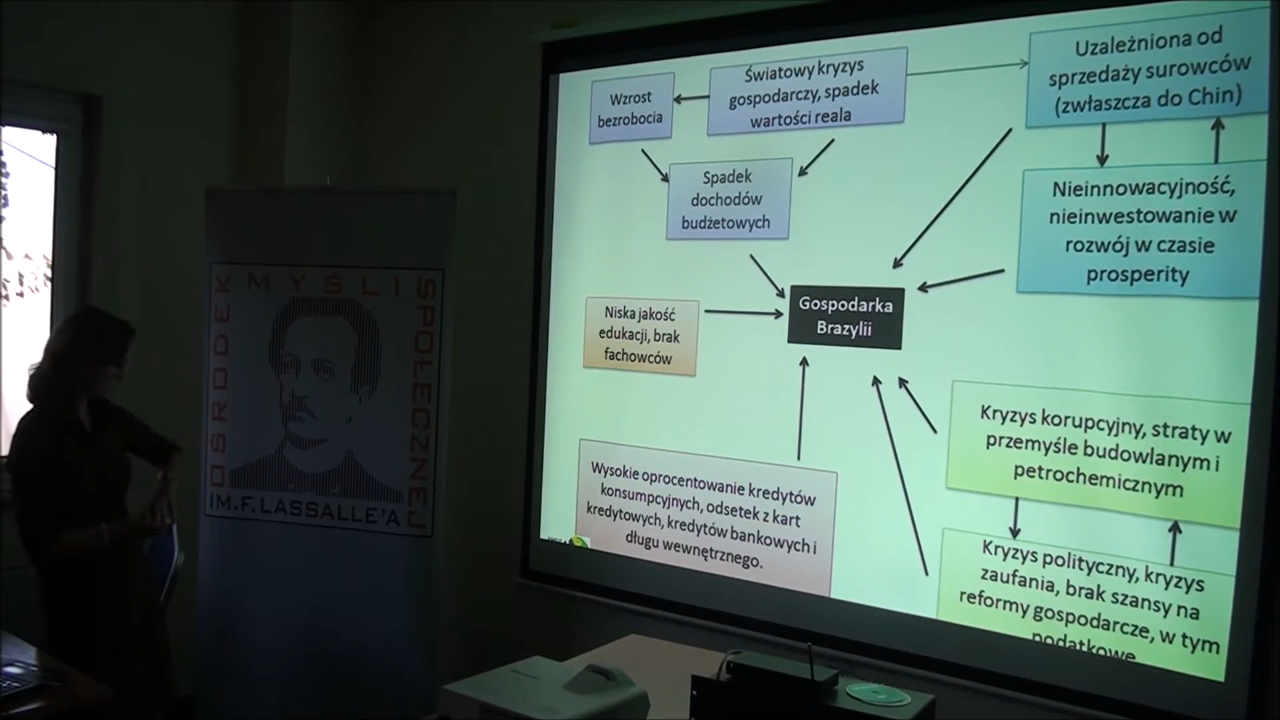 Wzrost
bezrobocia
Światowy kryzys
gospodarczy, spadek
wartości reala
Uzależniona od
sprzedaży surowców
(zwłaszcza do Chin)
Spadek
dochodów
budżetowych
Nieinnowacyjność,
nieinwestowanie w
rozwój w czasie
prosperity
Gospodarka
Brazylii
Niska jakość
edukacji, brak
fachowców
Wysokie oprocentowanie kredytów
konsumpcyjnych, odsetek z kart
kredytowych, kredytów bankowych i
długu wewnętrznego.
Kryzys korupcyjny, straty w
przemyśle budowlanym i
petrochemicznym
Kryzys polityczny, kryzys
zaufania, brak szansy na
reformy gospodarcze, w tym
podatkowe
OŚRODEK
MYŚLI
SPOŁECZNEJ
IM.F.LASSALLE'A